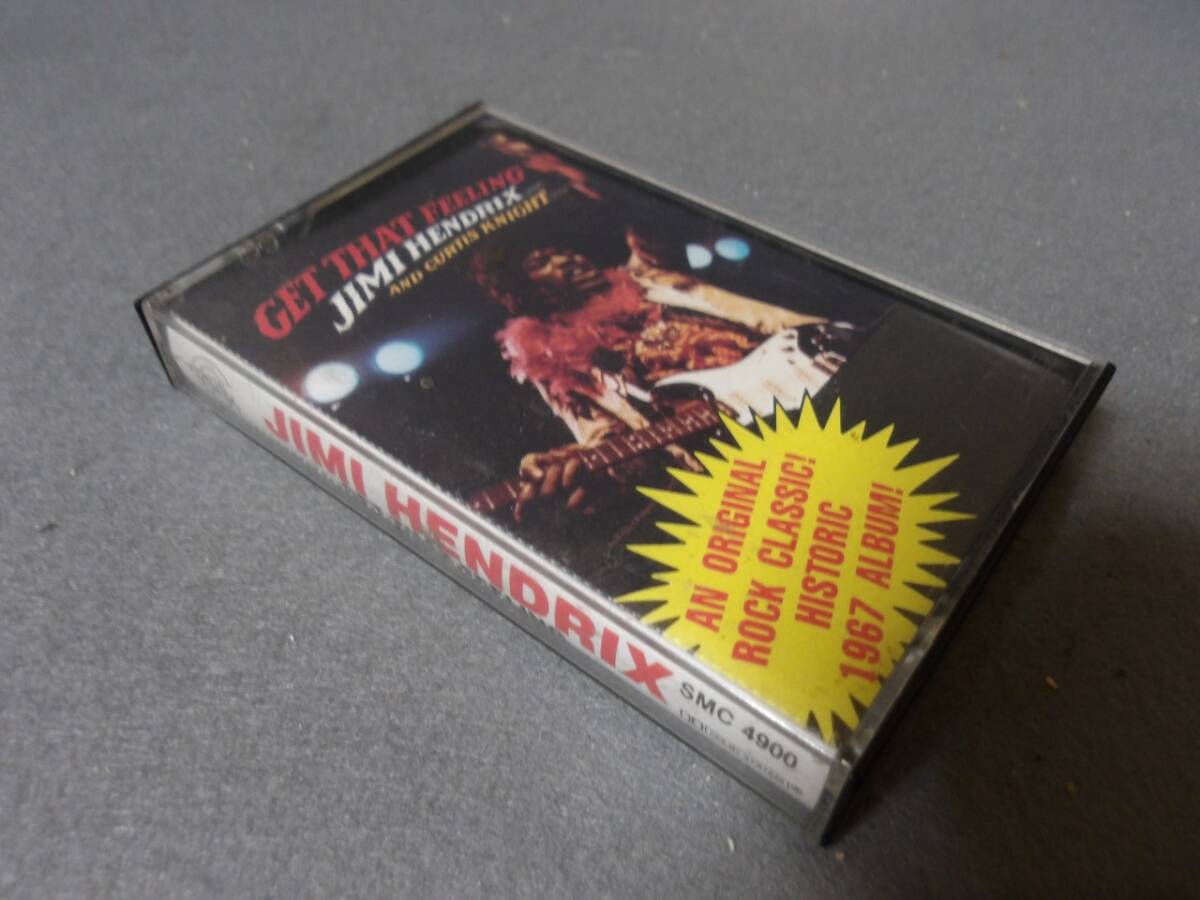 GET THAT FEELING
JIMI HENDRIX
AND CURTIS KNIGHT
AN ORIGINAL
ROCK CLASSIC!
HISTORIC
1967 ALBUM!
JIMI HENDRIX
SMC 4900